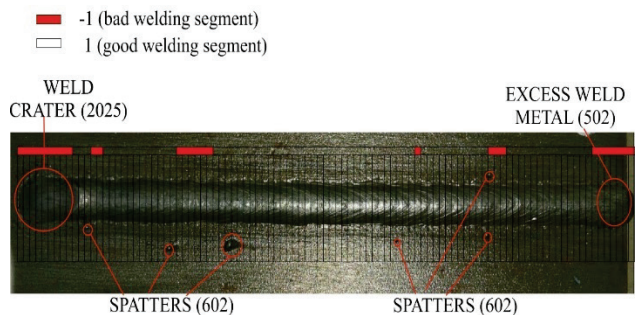 -1 (bad welding segment)
1 (good welding segment)
WELD
CRATER (2025)
EXCESS WELD
METAL (502)
SPATTERS (602)
SPATTERS (602)